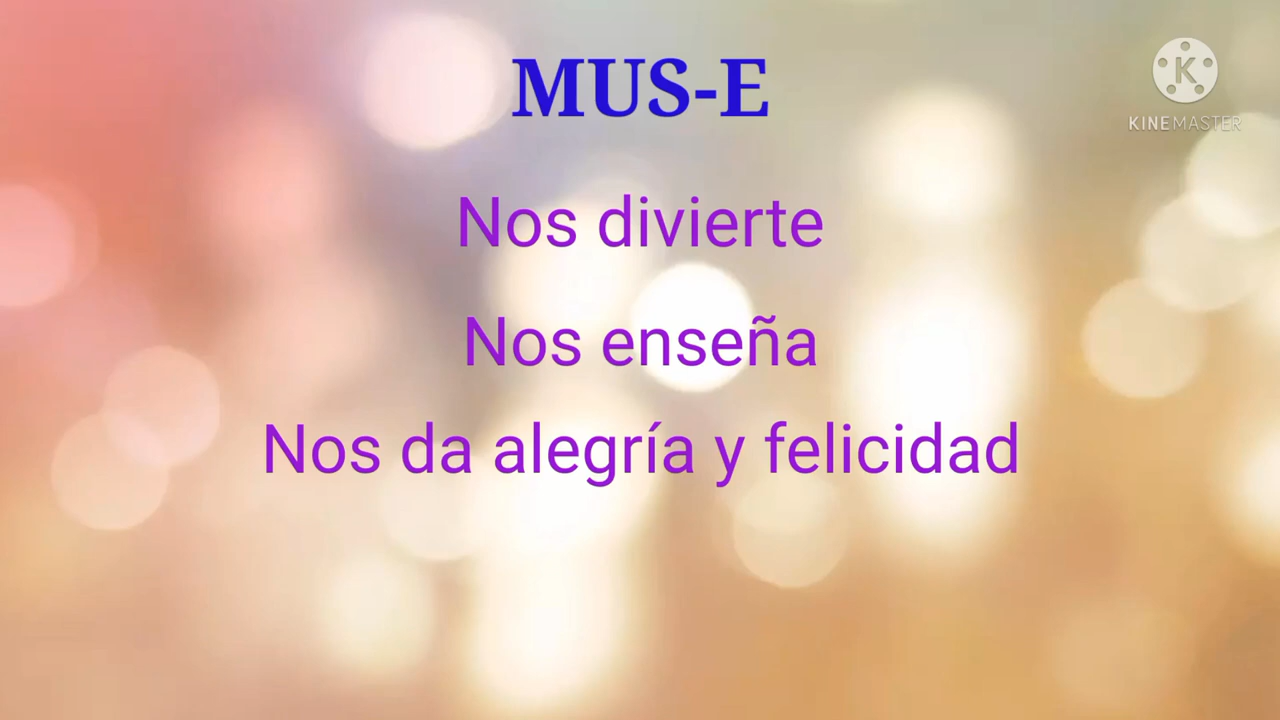 MUS-E
K
KINEMASTER
Nos divierte
Nos enseña
Nos da alegría y felicidad